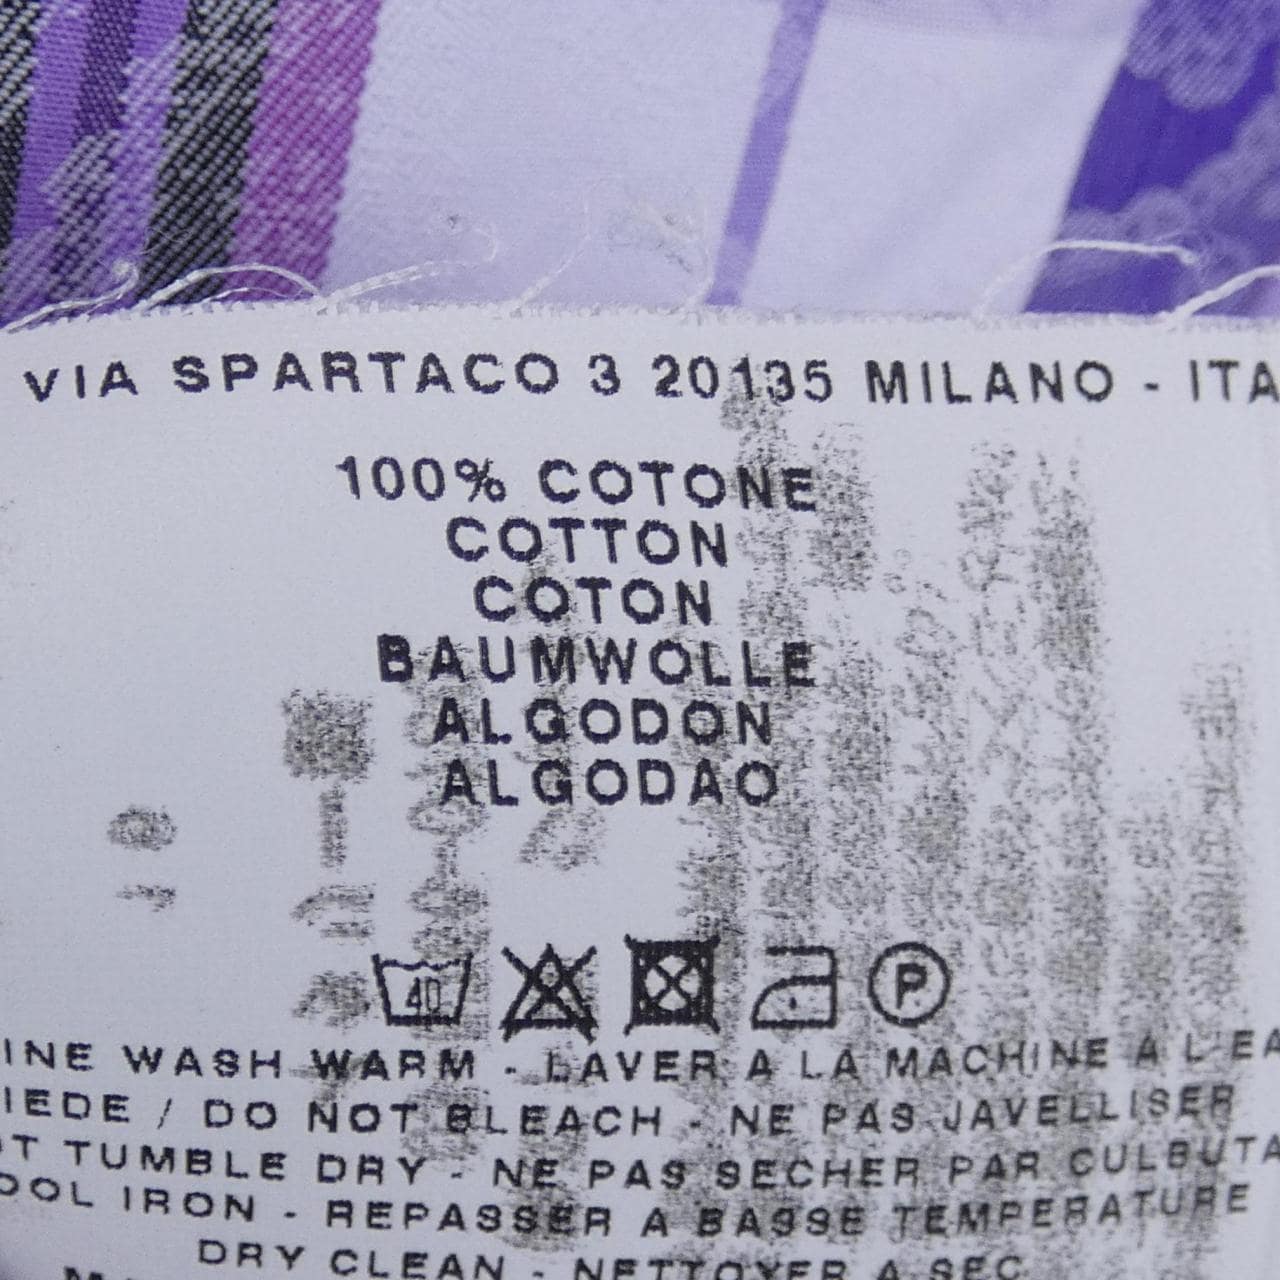 VIA SPARTACO 3 20135 MILANO - ITA
100% COTONE
COTTON
COTON
BAUMWOLLE
ALGODON
ALGODAO
40 P
INE WASH WARM - LAVER A LA MACHINE A L'EA
IEDE / DO NOT BLEACH - NE PAS JAVELLISER
OT TUMBLE DRY - NE PAS SECHER PAR CULBUTA
OOL IRON - REPASSER A BASSE TEMPERATURE
DRY CLEAN - NETTOYER A SEC